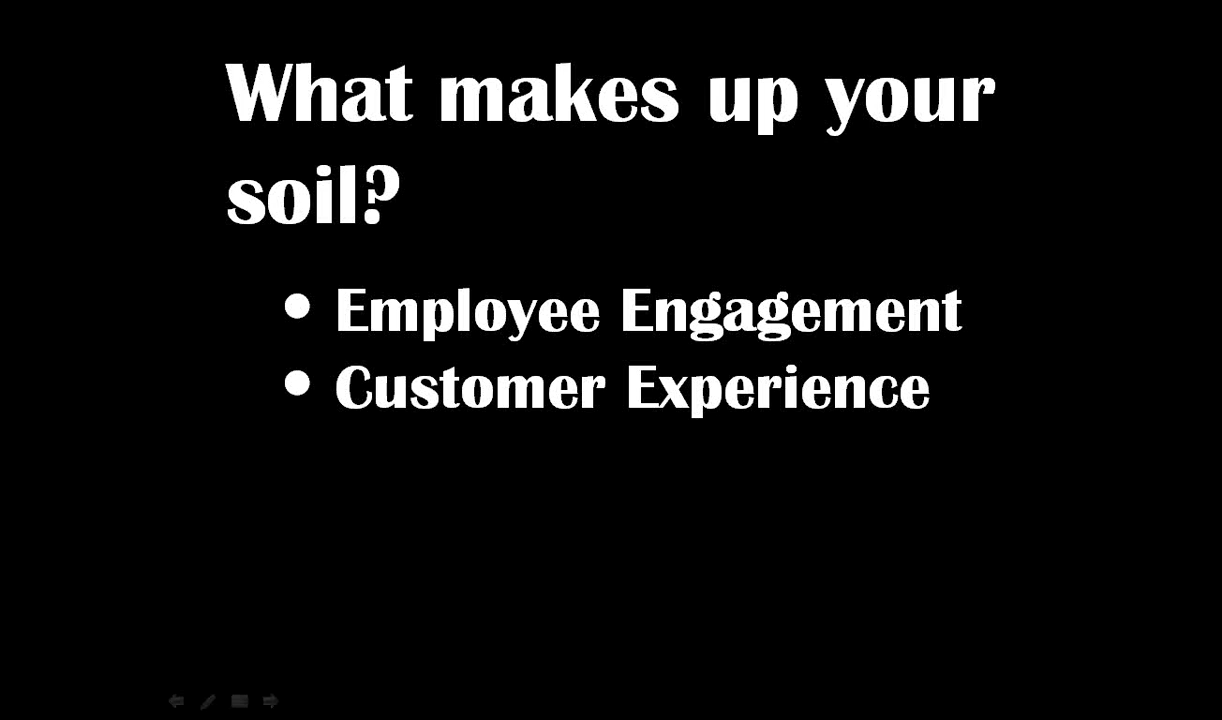 What makes up your
soil?
• Employee Engagement
• Customer Experience